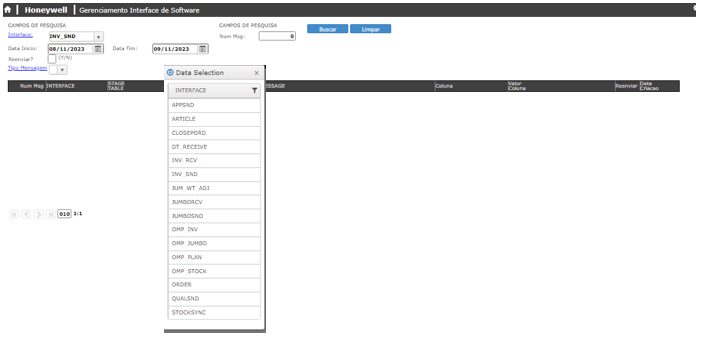 Honeywell | Gerenciamento Interface de Software
CAMPOS DE PESQUISA
CAMPOS DE PESQUISA
Interface: INV_SND
Num Msg: 0
Buscar
Limpar
Data Inicio: 08/11/2023
Data Fim: 09/11/2023
Reenviar? (Y/N)
Tipo Mensagem
Data Selection ×
Num Msg INTERFACE STAGE TABLE ESSAGE Coluna Valor Coluna Reenviar Data Criacao
INTERFACE
APPSND
ARTICLE
CLOSEPORD
DT_RECEIVE
INV_RCV
INV_SND
JUM_WT_ADJ
JUMBORCV
JUMBOSND
OMP_INV
010 1:1
OMP_JUMBO
OMP_PLAN
OMP_STOCK
ORDER
QUALSND
STOCKSYNC